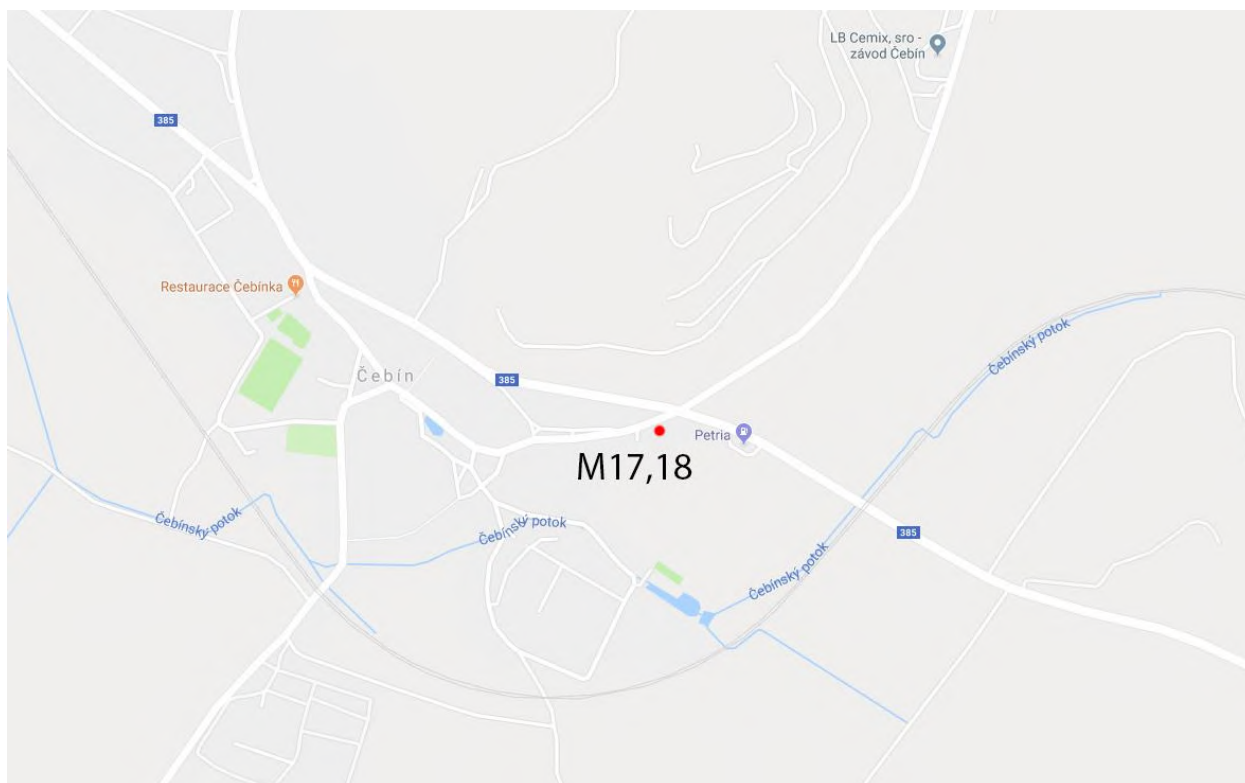 LB Cemix, sro -
závod Čebín
385
Restaurace Čebínka
Čebínský potok
Čebín
385
Petria
M17,18
Čebínský potok
Čebínský potok
385
Čebínský potok